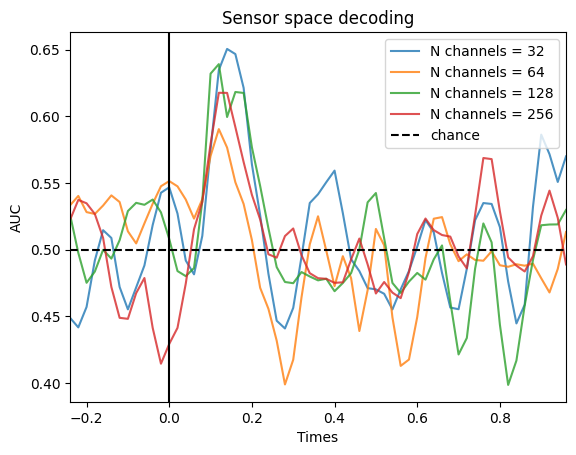 Sensor space decoding
AUC
0.65
0.60
0.55
0.50
0.45
0.40
N channels = 32
N channels = 64
N channels = 128
N channels = 256
chance
−0.2 0.0 0.2 0.4 0.6 0.8
Times